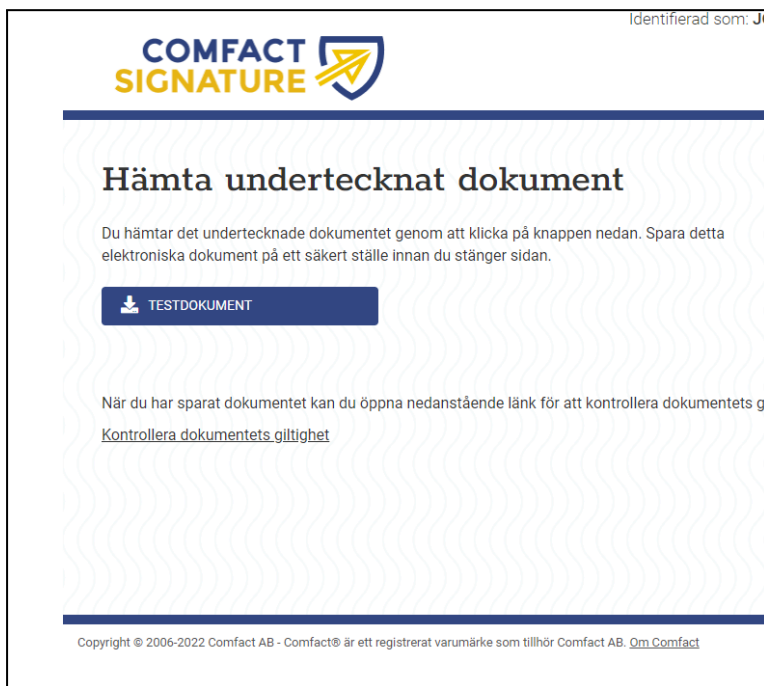 Identifierad som:
COMFACT
SIGNATURE
Hämta undertecknat dokument
Du hämtar det undertecknade dokumentet genom att klicka på knappen nedan. Spara detta
elektroniska dokument på ett säkert ställe innan du stänger sidan.
TESTDOKUMENT
När du har sparat dokumentet kan du öppna nedanstående länk för att kontrollera dokumentets
Kontrollera dokumentets giltighet
Copyright © 2006-2022 Comfact AB - Comfact® är ett registrerat varumärke som tillhör Comfact AB. Om Comfact